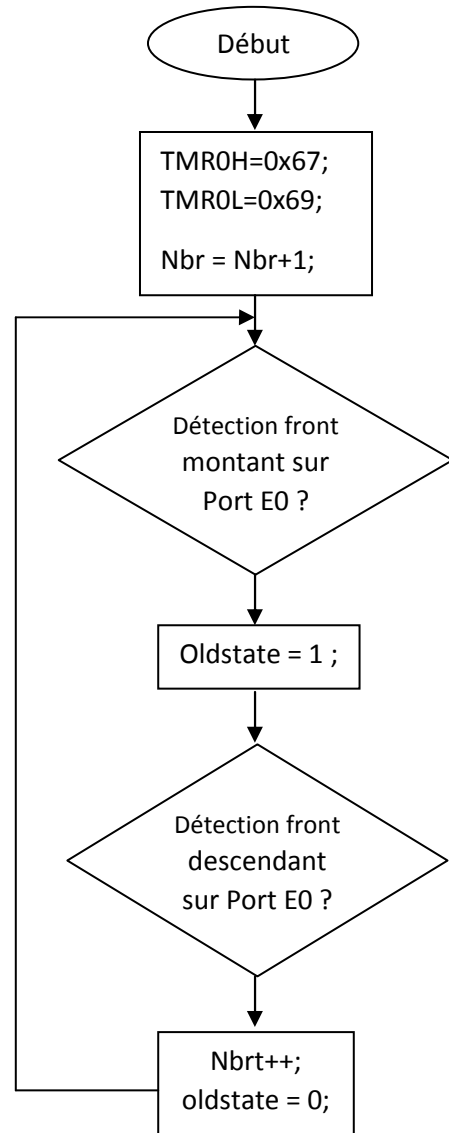 Début
TMR0H=0x67;
TMR0L=0x69;
Nbr = Nbr+1;
Détection front
montant sur
Port E0 ?
Oldstate = 1 ;
Détection front
descendant
sur Port E0 ?
Nbrt++;
oldstate = 0;